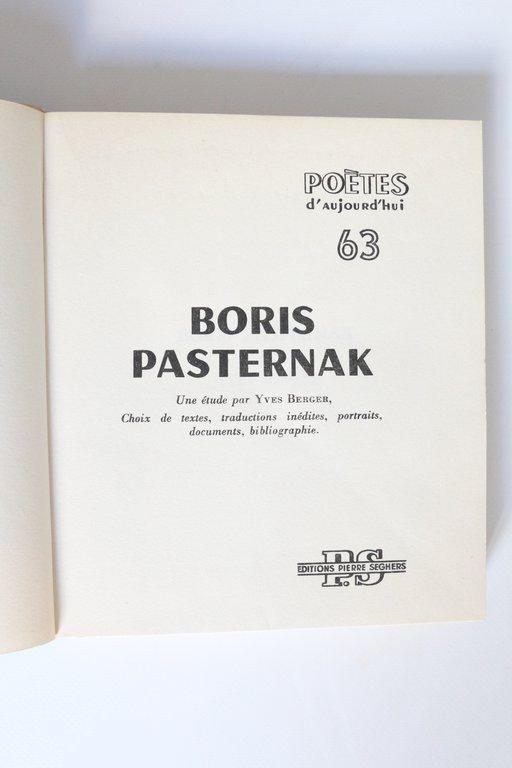 POÈTES
d'aujourd'hui
63
BORIS
PASTERNAK
Une étude par YVES BERGER,
Choix de textes, traductions inédites, portraits,
documents, bibliographie.
P.S
EDITIONS PIERRE SEGHERS